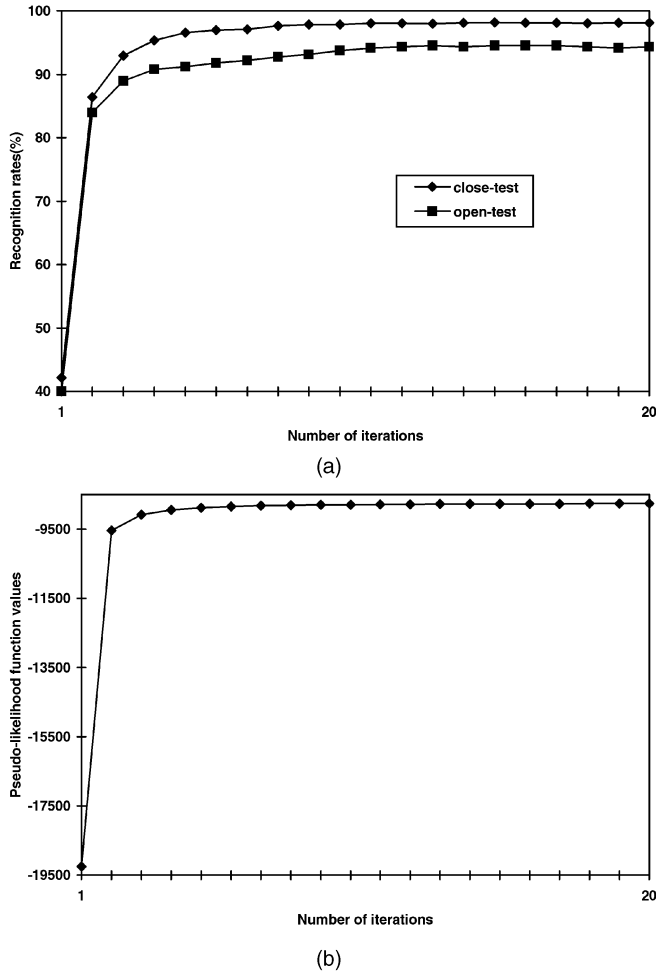 100
90
80
70
60
50
40
Recognition rates(%)
close-test
open-test
1
20
Number of iterations
(a)
-9500
-11500
-13500
-15500
-17500
-19500
Pseudo-likelihood function values
1
20
Number of iterations
(b)